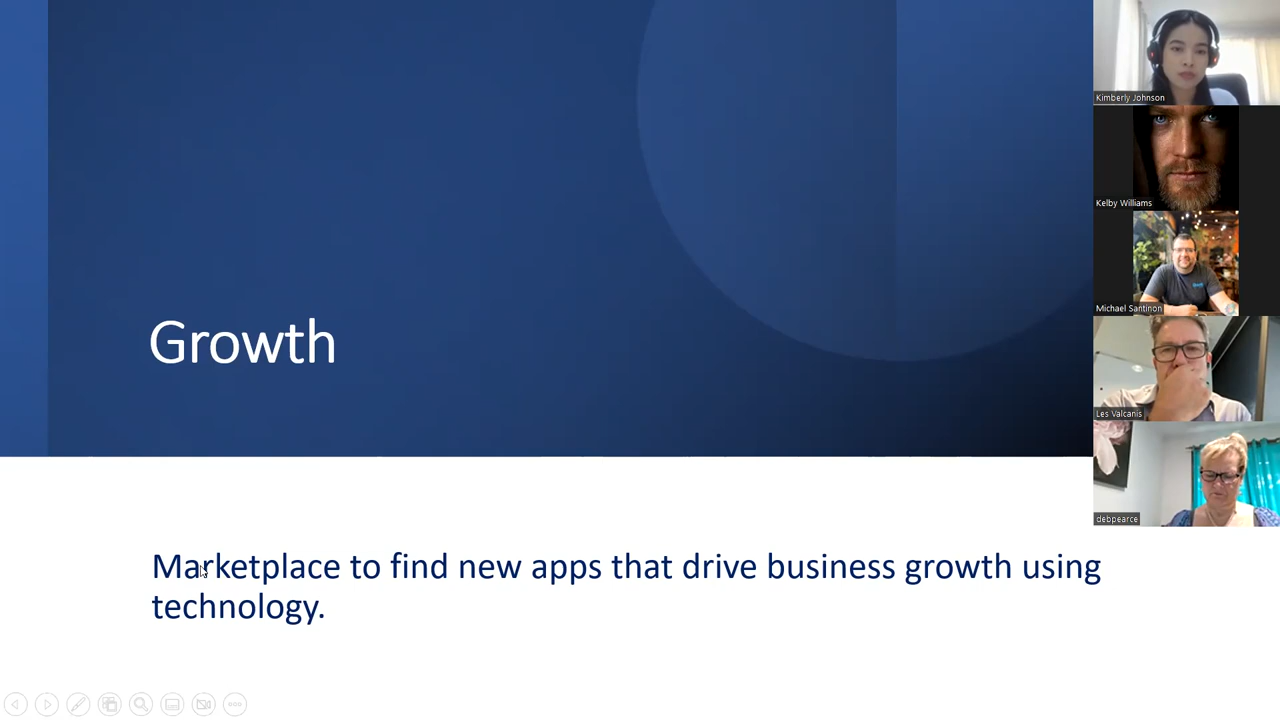 Growth
Marketplace to find new apps that drive business growth using
technology.
Kimberly Johnson
Kelby Williams
Michael Santinon
Les Valcanis
debpearce